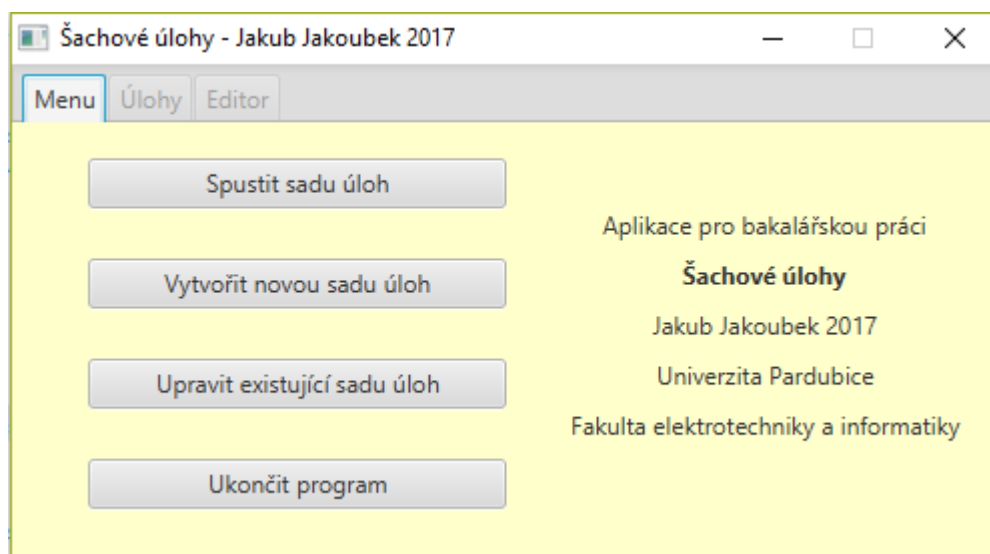 Šachové úlohy - Jakub Jakoubek 2017
Menu Úlohy Editor
Spustit sadu úloh
Vytvořit novou sadu úloh
Upravit existující sadu úloh
Ukončit program
Aplikace pro bakalářskou práci
Šachové úlohy
Jakub Jakoubek 2017
Univerzita Pardubice
Fakulta elektrotechniky a informatiky